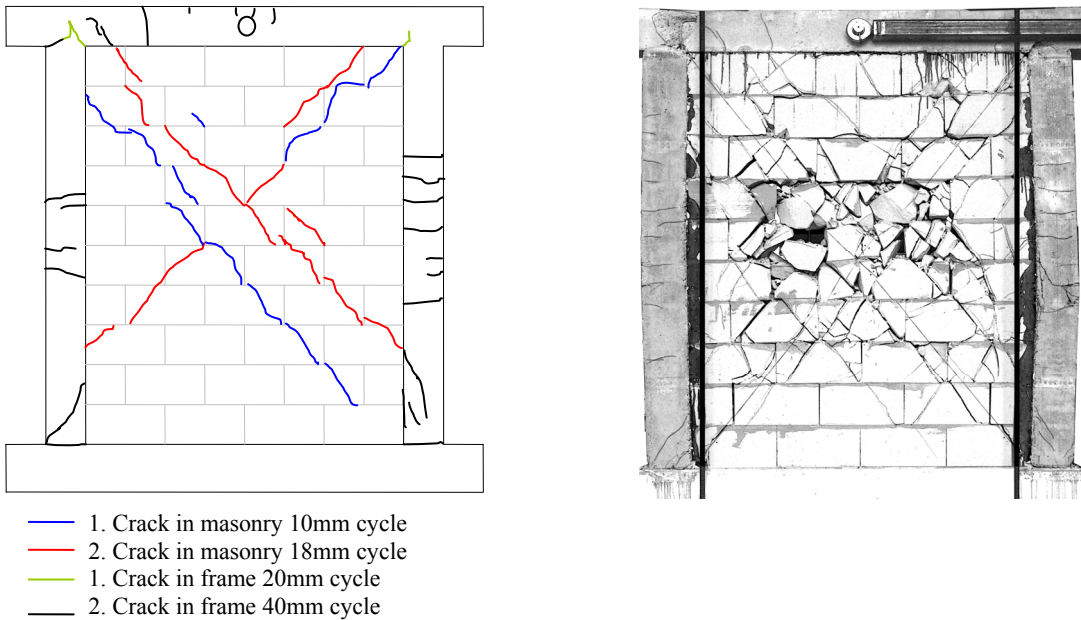 1. Crack in masonry 10mm cycle
2. Crack in masonry 18mm cycle
1. Crack in frame 20mm cycle
2. Crack in frame 40mm cycle